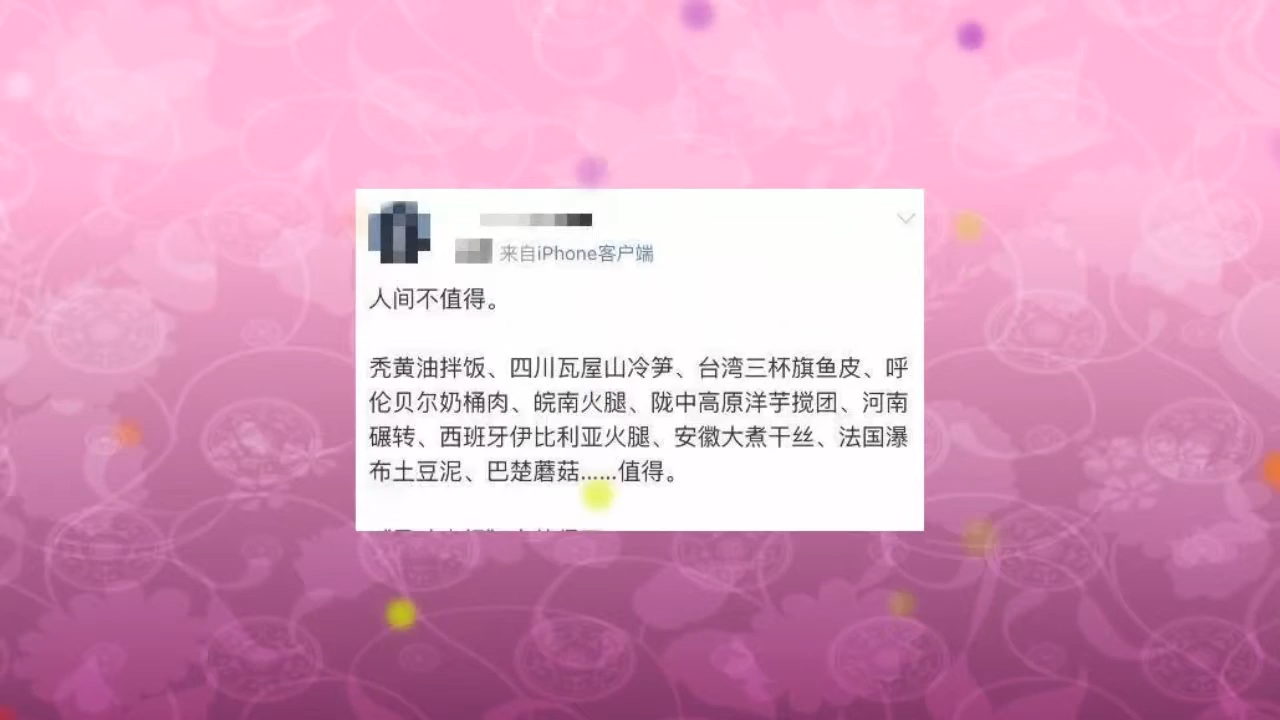 来自iPhone客户端
人间不值得。
秃黄油拌饭、四川瓦屋山冷笋、台湾三杯旗鱼皮、呼
伦贝尔奶桶肉、皖南火腿、陇中高原洋芋搅团、河南
碾转、西班牙伊比利亚火腿、安徽大煮干丝、法国瀑
布土豆泥、巴楚蘑菇……值得。